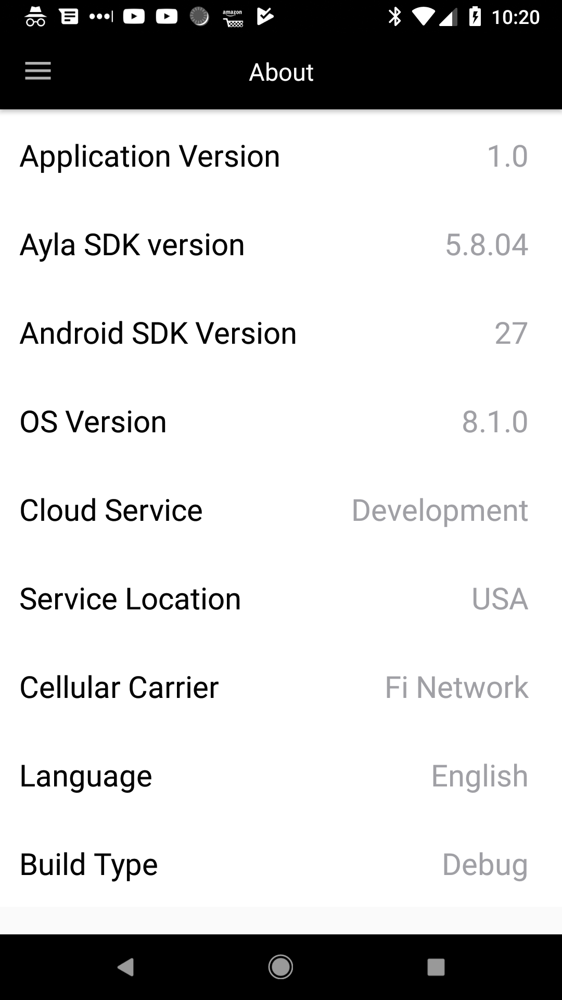 amazon
10:20
About
Application Version 1.0
Ayla SDK version 5.8.04
Android SDK Version 27
OS Version 8.1.0
Cloud Service Development
Service Location USA
Cellular Carrier Fi Network
Language English
Build Type Debug